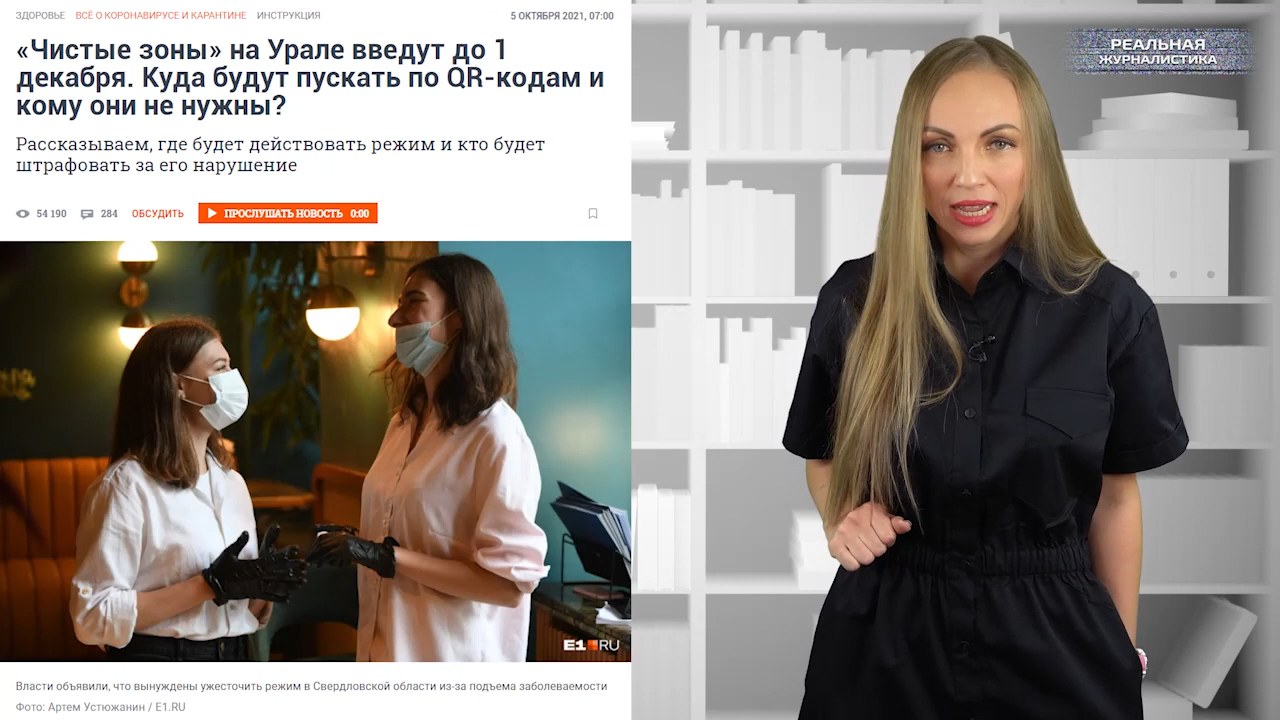 ЗДОРОВЬЕ ВСЁ О КОРОНАВИРУСЕ И КАРАНТИНЕ ИНСТРУКЦИЯ 5 ОКТЯБРЯ 2021, 07:00
«Чистые зоны» на Урале введут до 1
декабря. Куда будут пускать по QR-кодам и
кому они не нужны?
Рассказываем, где будет действовать режим и кто будет
штрафовать за его нарушение
54 190 284 ОБСУДИТЬ ПРОСЛУШАТЬ НОВОСТЬ 0:00
E1.RU
Власти объявили, что вынуждены ужесточить режим в Свердловской области из-за подъема заболеваемости
Фото: Артем Устюжанин / E1.RU
РЕАЛЬНАЯ
ЖУРНАЛИСТИКА